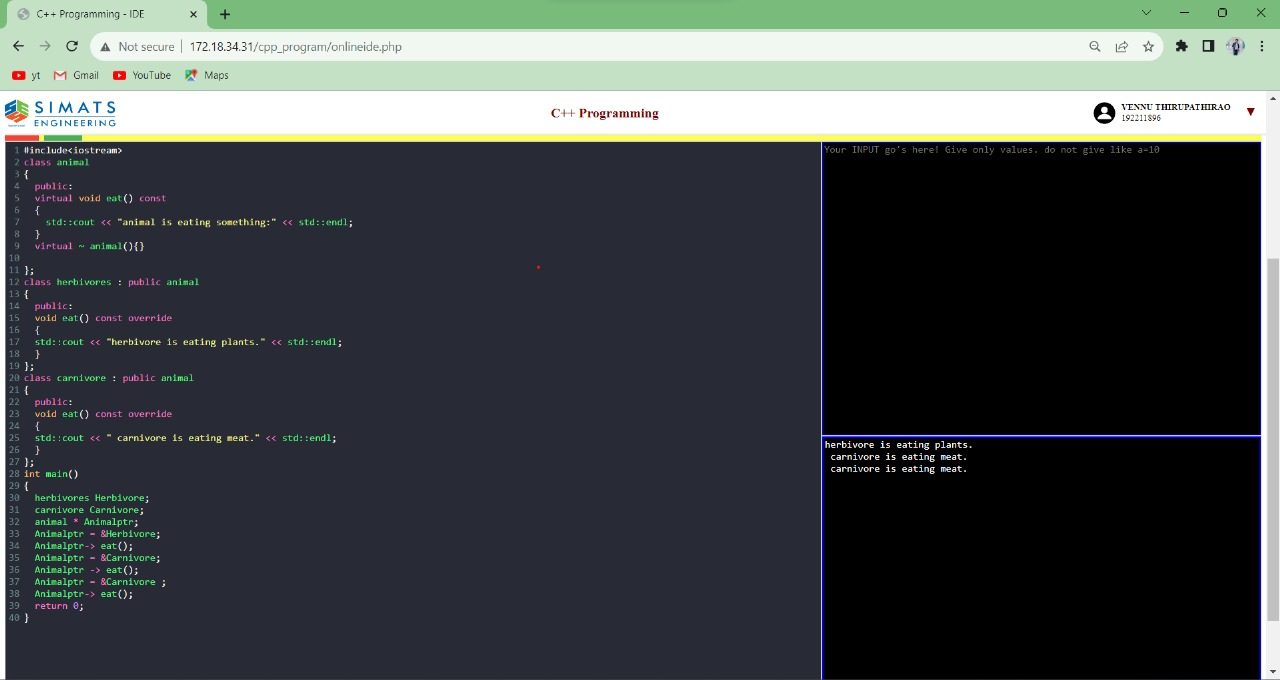 C++ Programming - IDE
Not secure
172.18.34.31/cpp_program/onlineide.php
yt
Gmail
YouTube
Maps
SIMATS
ENGINEERING
C++ Programming
VENNU THIRUPATHIRAO
192211896
1 #include<iostream>
2 class animal
3 {
4 public:
5 virtual void eat() const
6 {
7 std::cout << "animal is eating something:" << std::endl;
8 }
9 virtual ~ animal(){}
10
11 };
12 class herbivores : public animal
13 {
14 public:
15 void eat() const override
16 {
17 std::cout << "herbivore is eating plants." << std::endl;
18 }
19 };
20 class carnivore : public animal
21 {
22 public:
23 void eat() const override
24 {
25 std::cout << " carnivore is eating meat." << std::endl;
26 }
27 };
28 int main()
29 {
30 herbivores Herbivore;
31 carnivore Carnivore;
32 animal * Animalptr;
33 Animalptr = &Herbivore;
34 Animalptr-> eat();
35 Animalptr = &Carnivore;
36 Animalptr -> eat();
37 Animalptr = &Carnivore ;
38 Animalptr-> eat();
39 return 0;
40 }
Your INPUT go's here! Give only values. do not give like a=10
herbivore is eating plants.
carnivore is eating meat.
carnivore is eating meat.